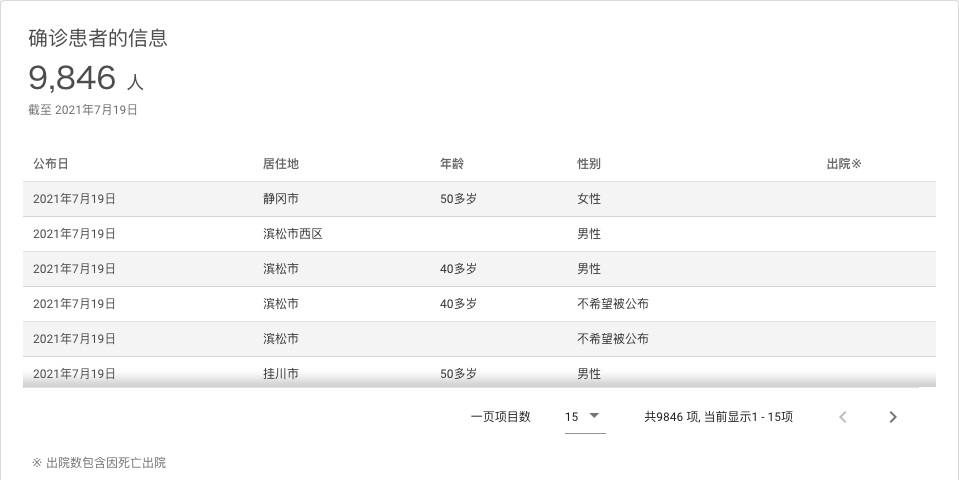 确诊患者的信息
9,846 人
截至 2021年7月19日
公布日 居住地 年龄 性别 出院※
2021年7月19日 静冈市 50多岁 女性
2021年7月19日 滨松市西区 男性
2021年7月19日 滨松市 40多岁 男性
2021年7月19日 滨松市 40多岁 不希望被公布
2021年7月19日 滨松市 不希望被公布
2021年7月19日 挂川市 50多岁 男性
一页项目数 15 共9846 项, 当前显示1 - 15项
※ 出院数包含因死亡出院